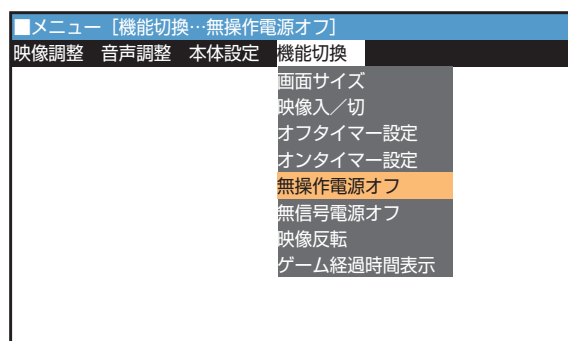 ■メニュー［機能切換…無操作電源オフ］
映像調整 音声調整 本体設定 機能切換
画面サイズ
映像入／切
オフタイマー設定
オンタイマー設定
無操作電源オフ
無信号電源オフ
映像反転
ゲーム経過時間表示